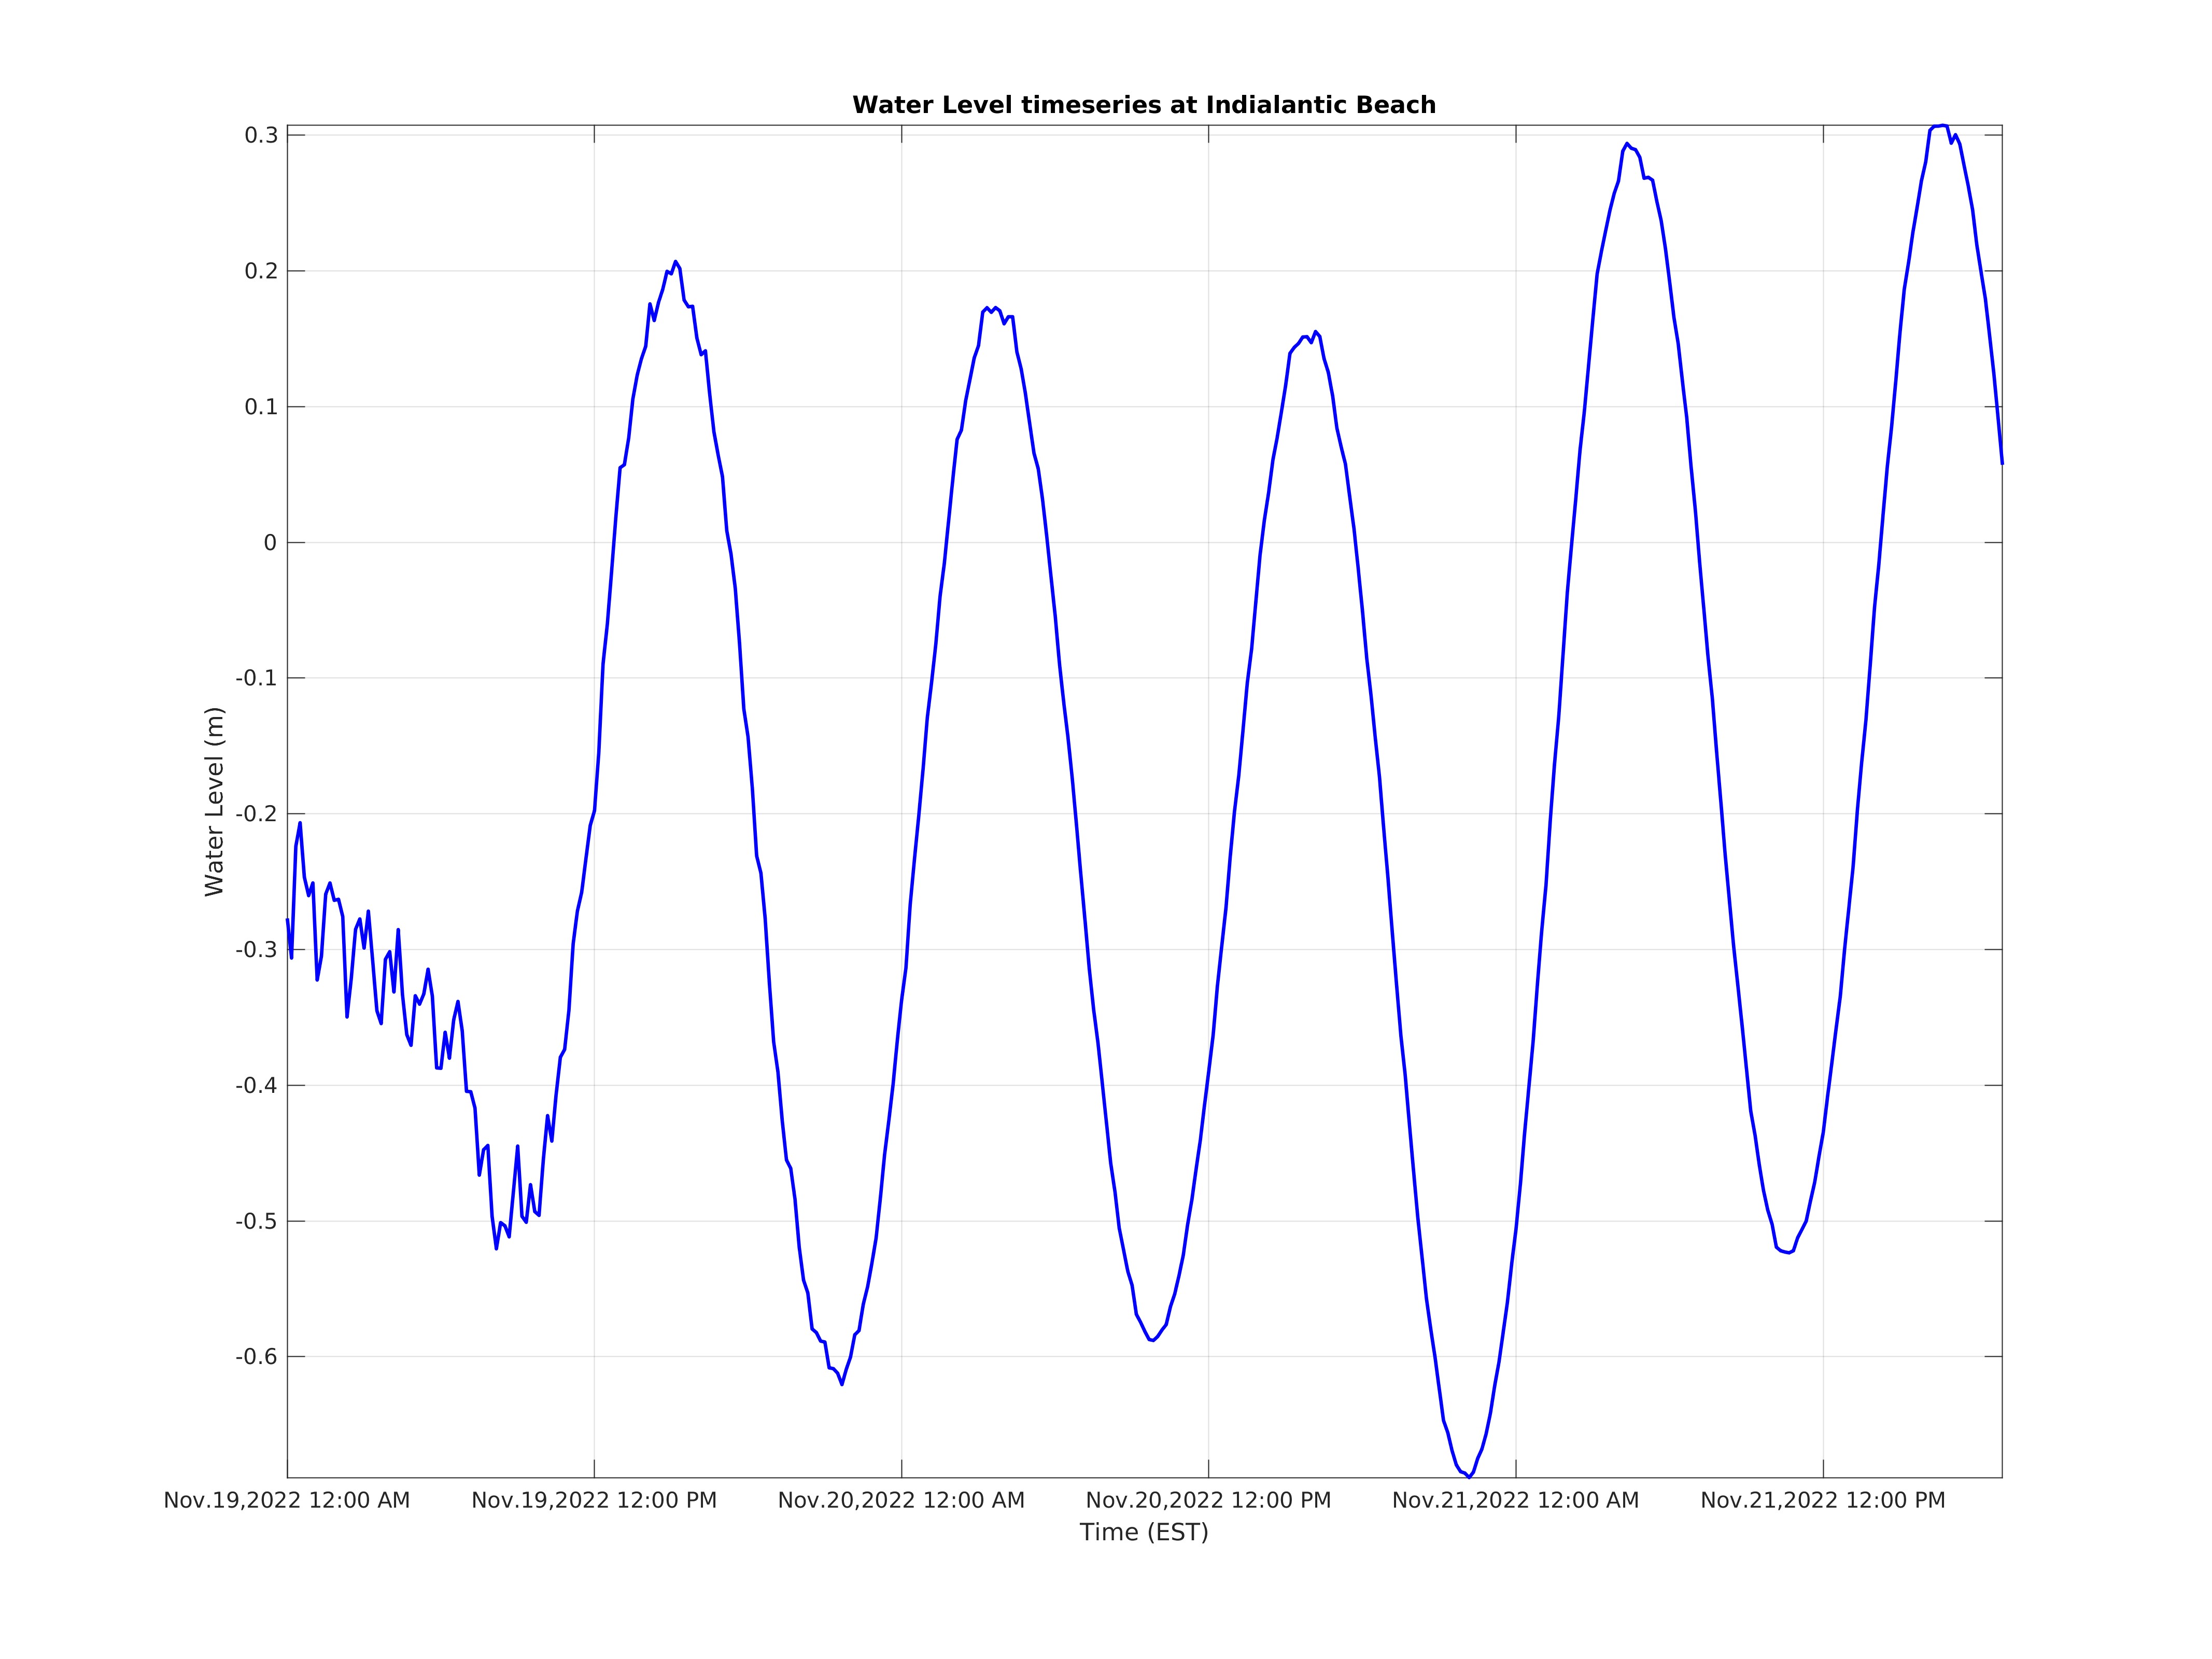 Water Level timeseries at Indialantic Beach
0.3
0.2
0.1
0
-0.1
-0.2
-0.3
-0.4
-0.5
-0.6
Water Level (m)
Nov.19,2022 12:00 AM Nov.19,2022 12:00 PM Nov.20,2022 12:00 AM Nov.20,2022 12:00 PM Nov.21,2022 12:00 AM Nov.21,2022 12:00 PM
Time (EST)